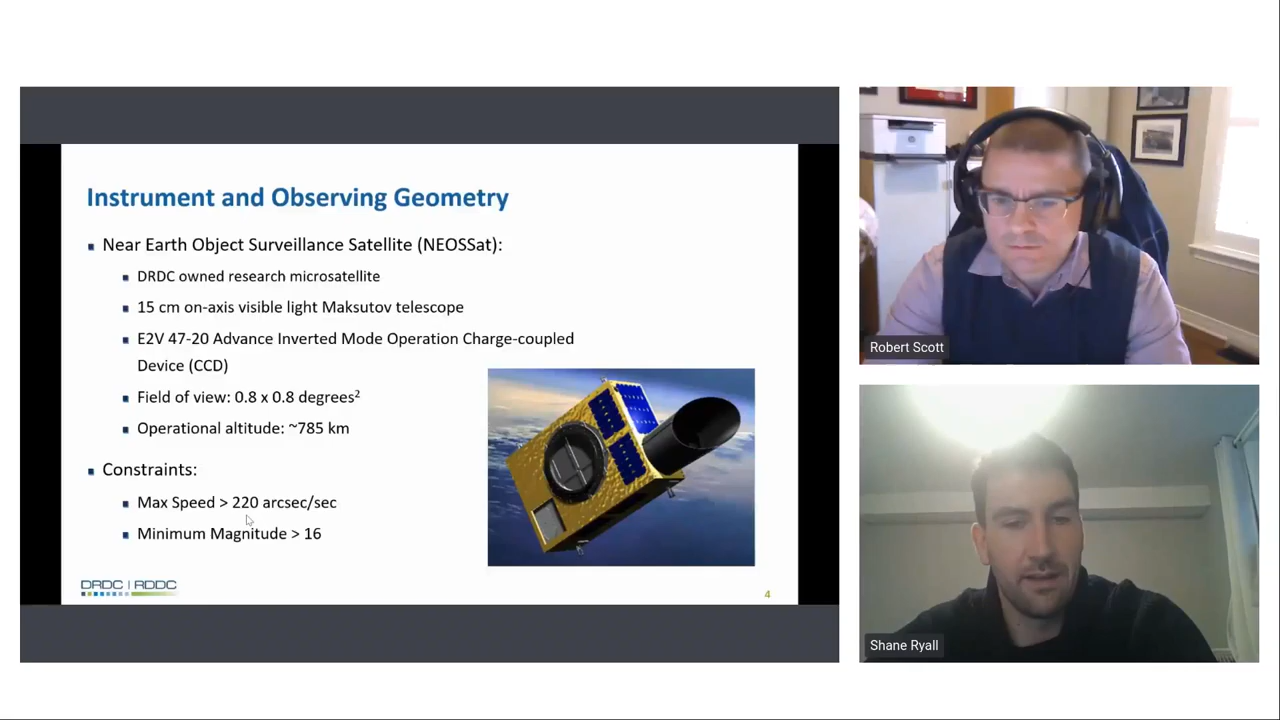 Instrument and Observing Geometry
Near Earth Object Surveillance Satellite (NEOSSat):
DRDC owned research microsatellite
15 cm on-axis visible light Maksutov telescope
E2V 47-20 Advance Inverted Mode Operation Charge-coupled
Device (CCD)
Field of view: 0.8 x 0.8 degrees²
Operational altitude: ~785 km
Constraints:
Max Speed > 220 arcsec/sec
Minimum Magnitude > 16
DRDC | RDDC
4
Robert Scott
Shane Ryall